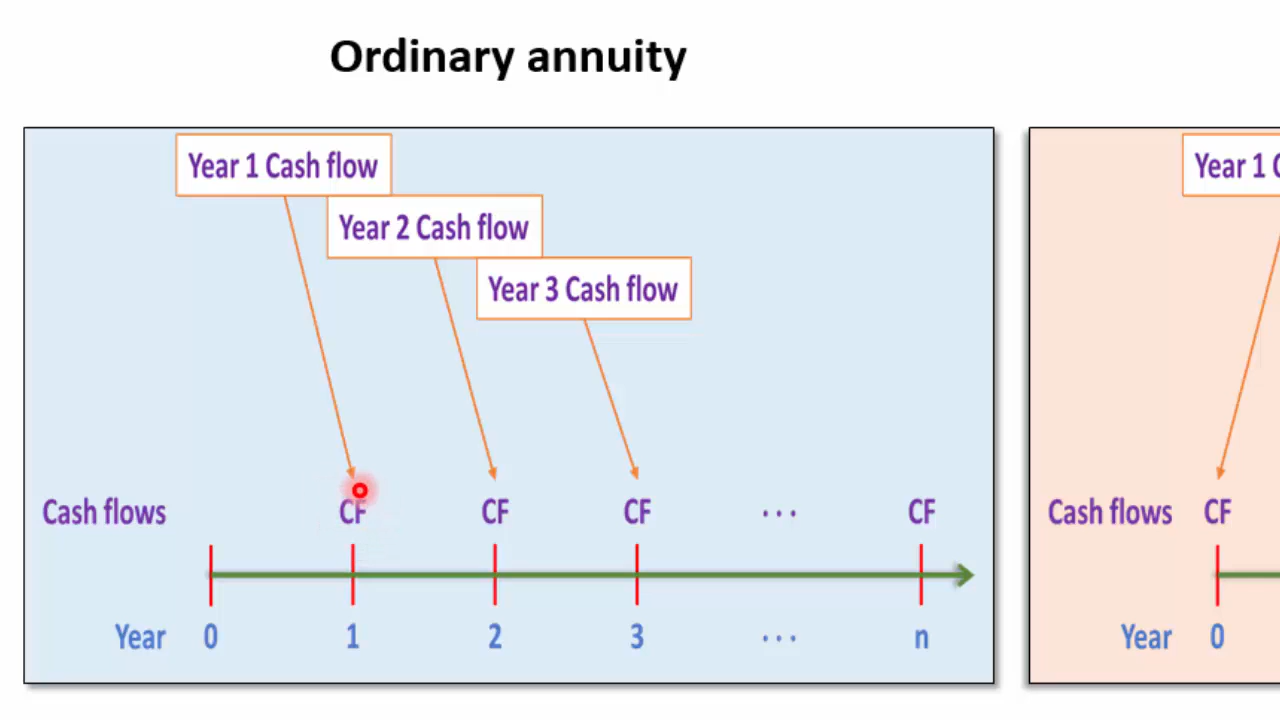 Ordinary annuity
Year 1 Cash flow
Year 2 Cash flow
Year 3 Cash flow
Cash flows CF CF CF ... CF
Year 0 1 2 3 ... n
Year 1 C
Cash flows CF
Year 0